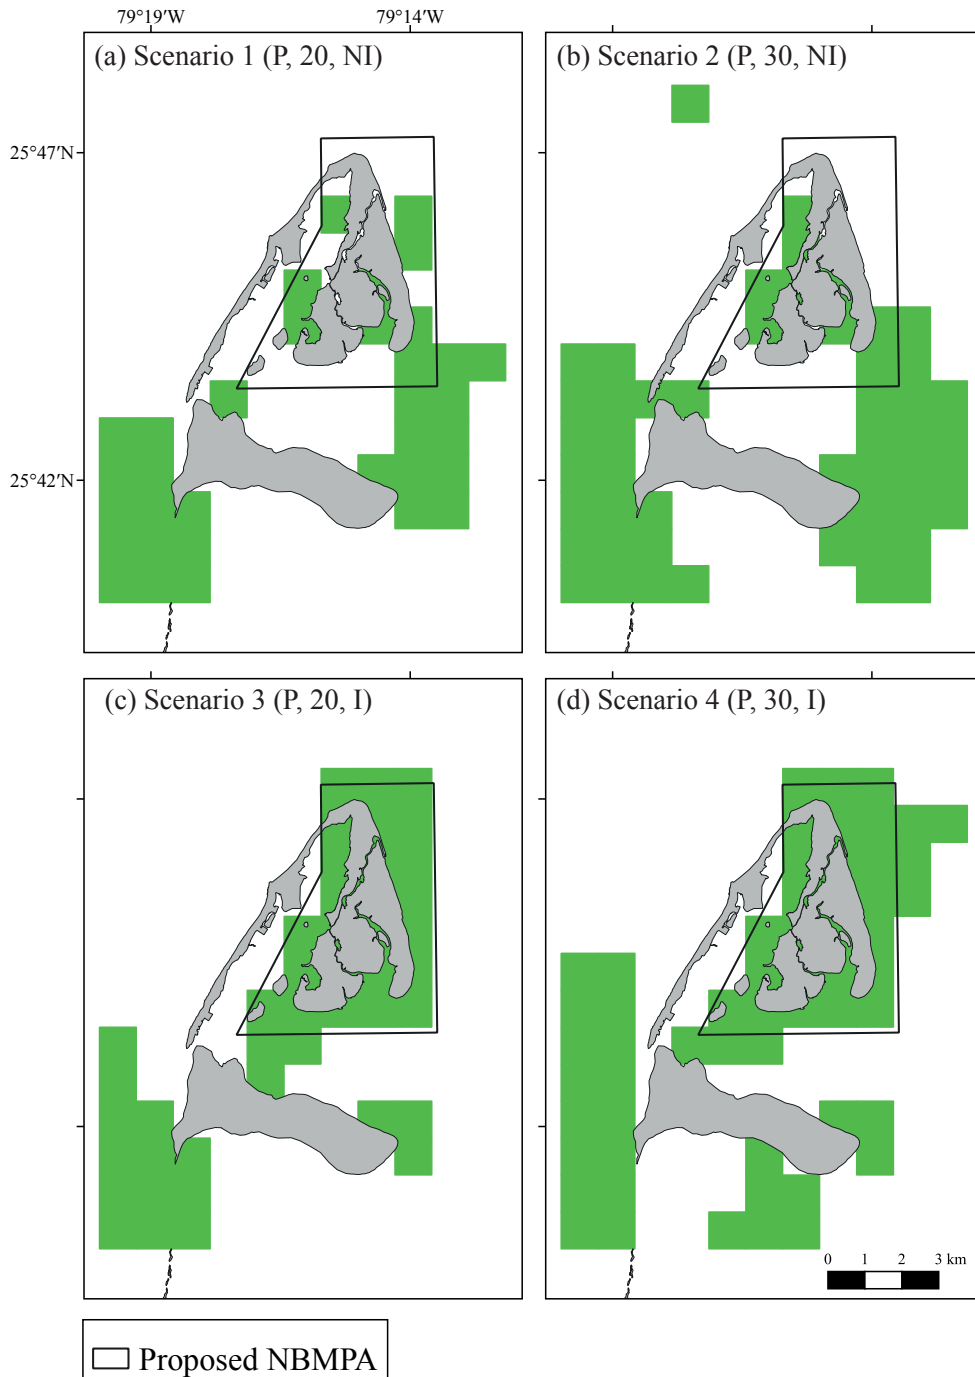 79°19′W 79°14′W
(a) Scenario 1 (P, 20, NI)
(b) Scenario 2 (P, 30, NI)
25°47′N
25°42′N
(c) Scenario 3 (P, 20, I)
(d) Scenario 4 (P, 30, I)
0 1 2 3 km
Proposed NBMPA